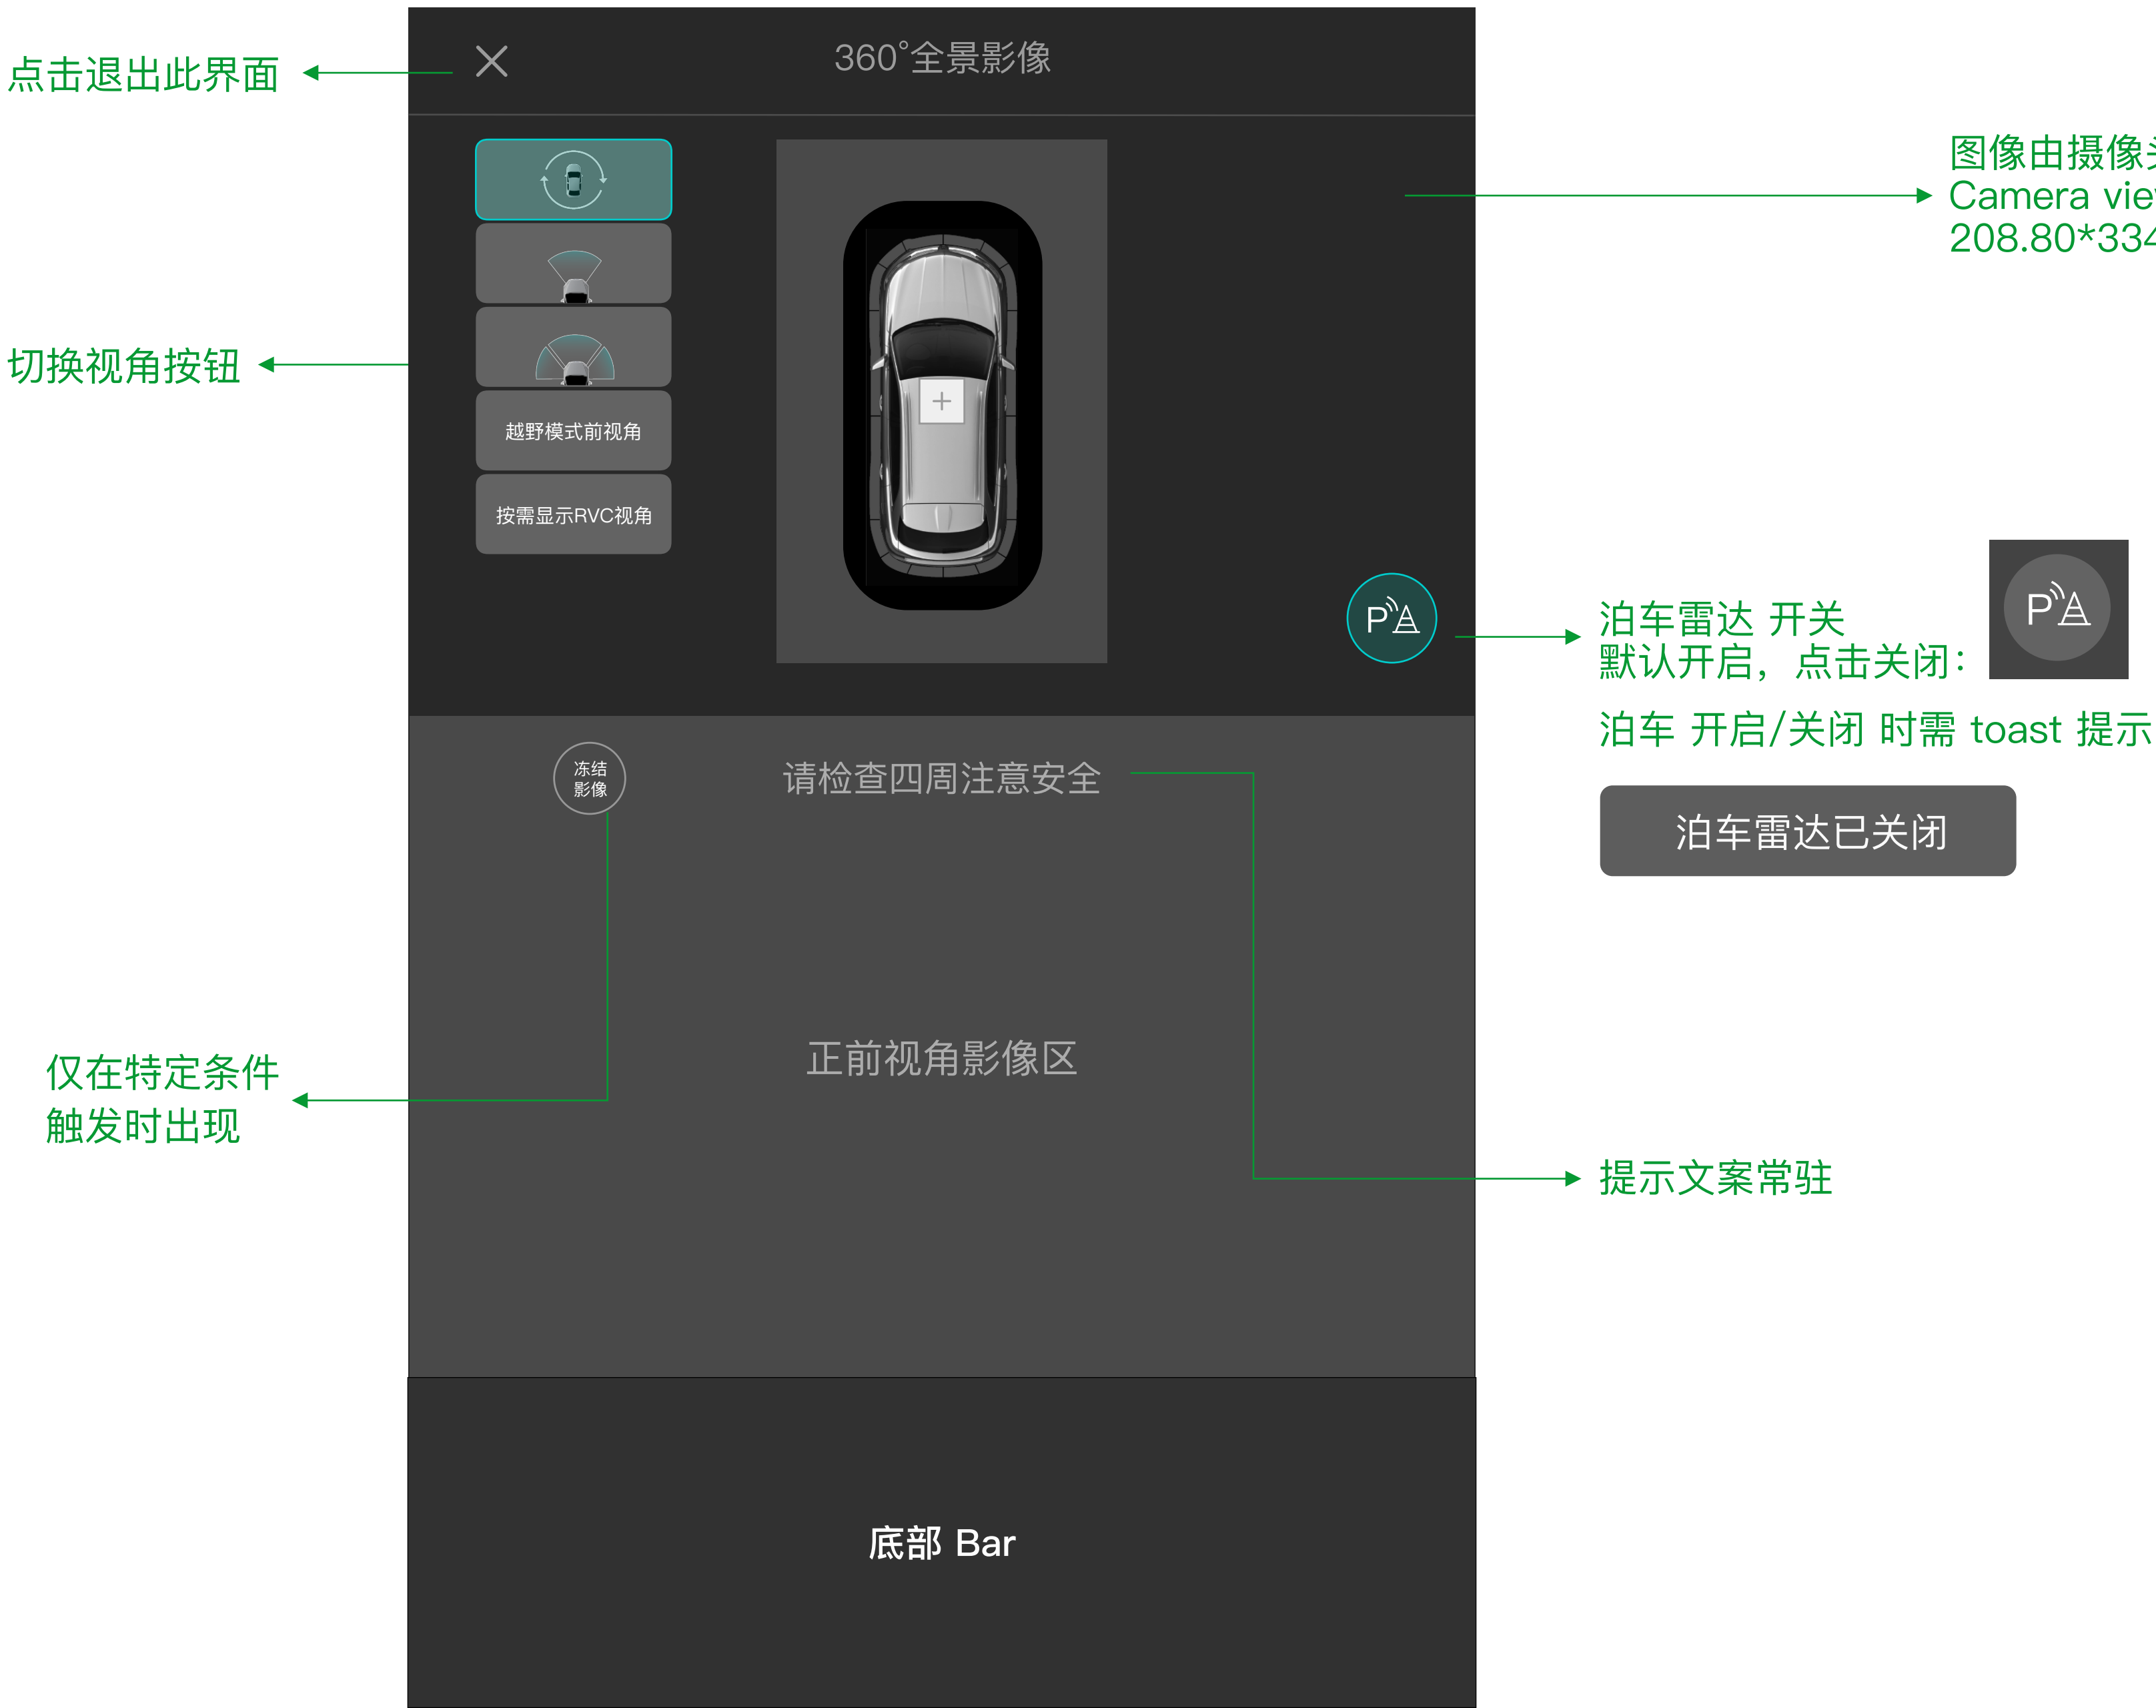 360°全景影像
点击退出此界面
图像由摄像
Camera
208.80*334
切换视角按钮
越野模式前视角
按需显示RVC视角
P
P
泊车雷达 开关
默认开启，点击关闭：
泊车 开启/关闭 时需 toast 提示
泊车雷达已关闭
冻结
影像
请检查四周注意安全
正前视角影像区
仅在特定条件
触发时出现
提示文案常驻
底部 Bar